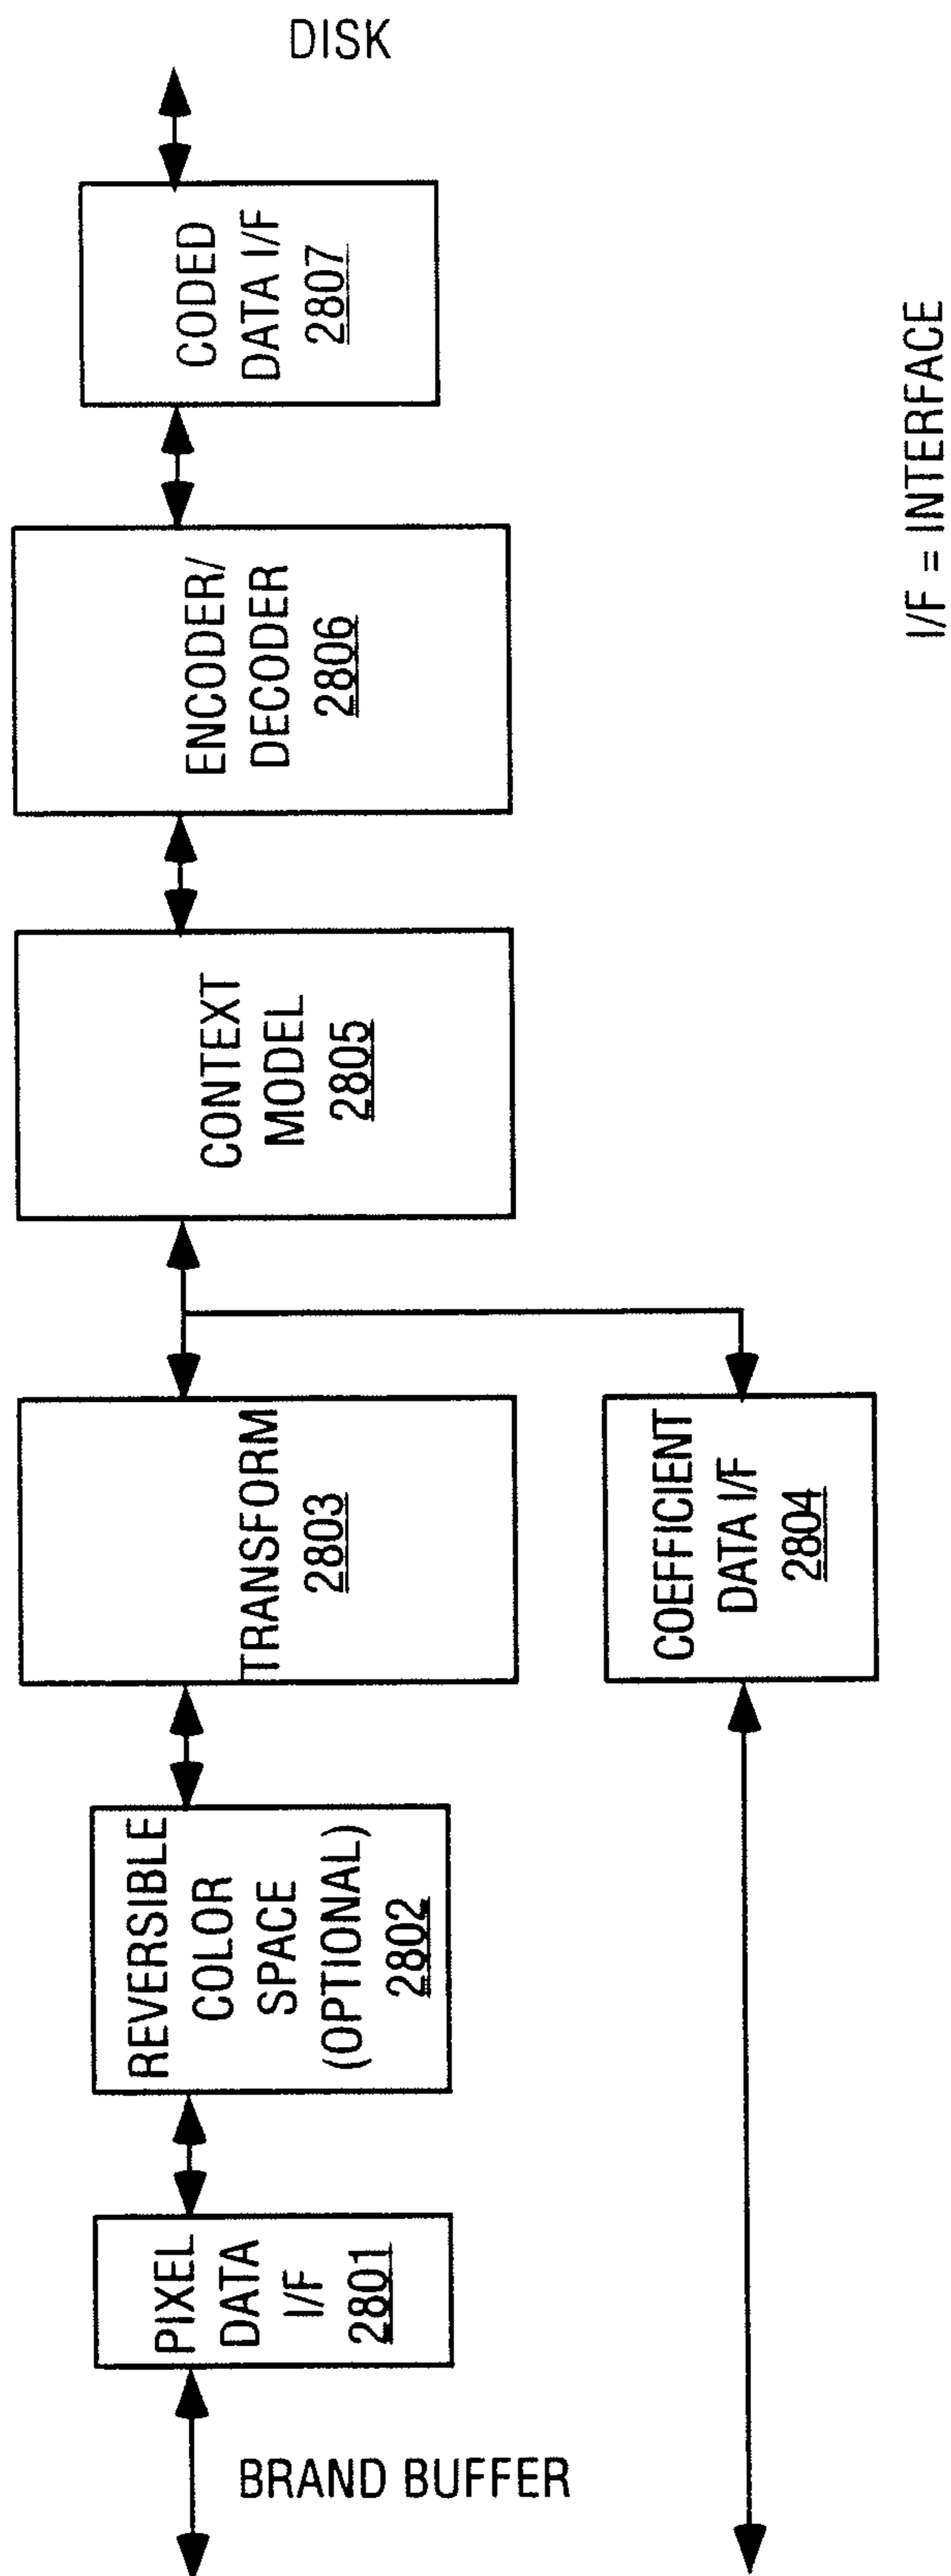 BRAND BUFFER
PIXEL
DATA
I/F
2801
REVERSIBLE
COLOR
SPACE
(OPTIONAL)
2802
TRANSFORM
2803
COEFFICIENT
DATA I/F
2804
CONTEXT
MODEL
2805
ENCODER/
DECODER
2806
CODED
DATA I/F
2807
DISK
I/F = INTERFACE